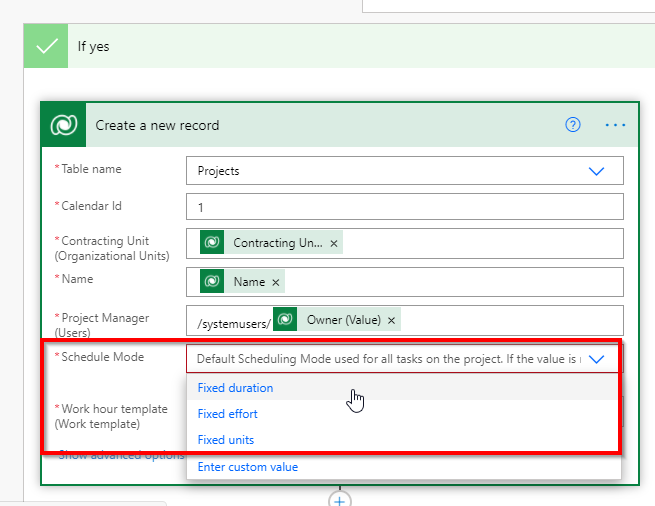 If yes
Create a new record
* Table name
Projects
* Calendar Id
1
* Contracting Unit
(Organizational Units)
Contracting Un... ×
* Name
Name ×
* Project Manager
(Users)
/systemusers/ Owner (Value) ×
* Schedule Mode
Default Scheduling Mode used for all tasks on the project. If the value is
Fixed duration
Fixed effort
* Work hour template
(Work template)
Fixed units
Show advanced options
Enter custom value